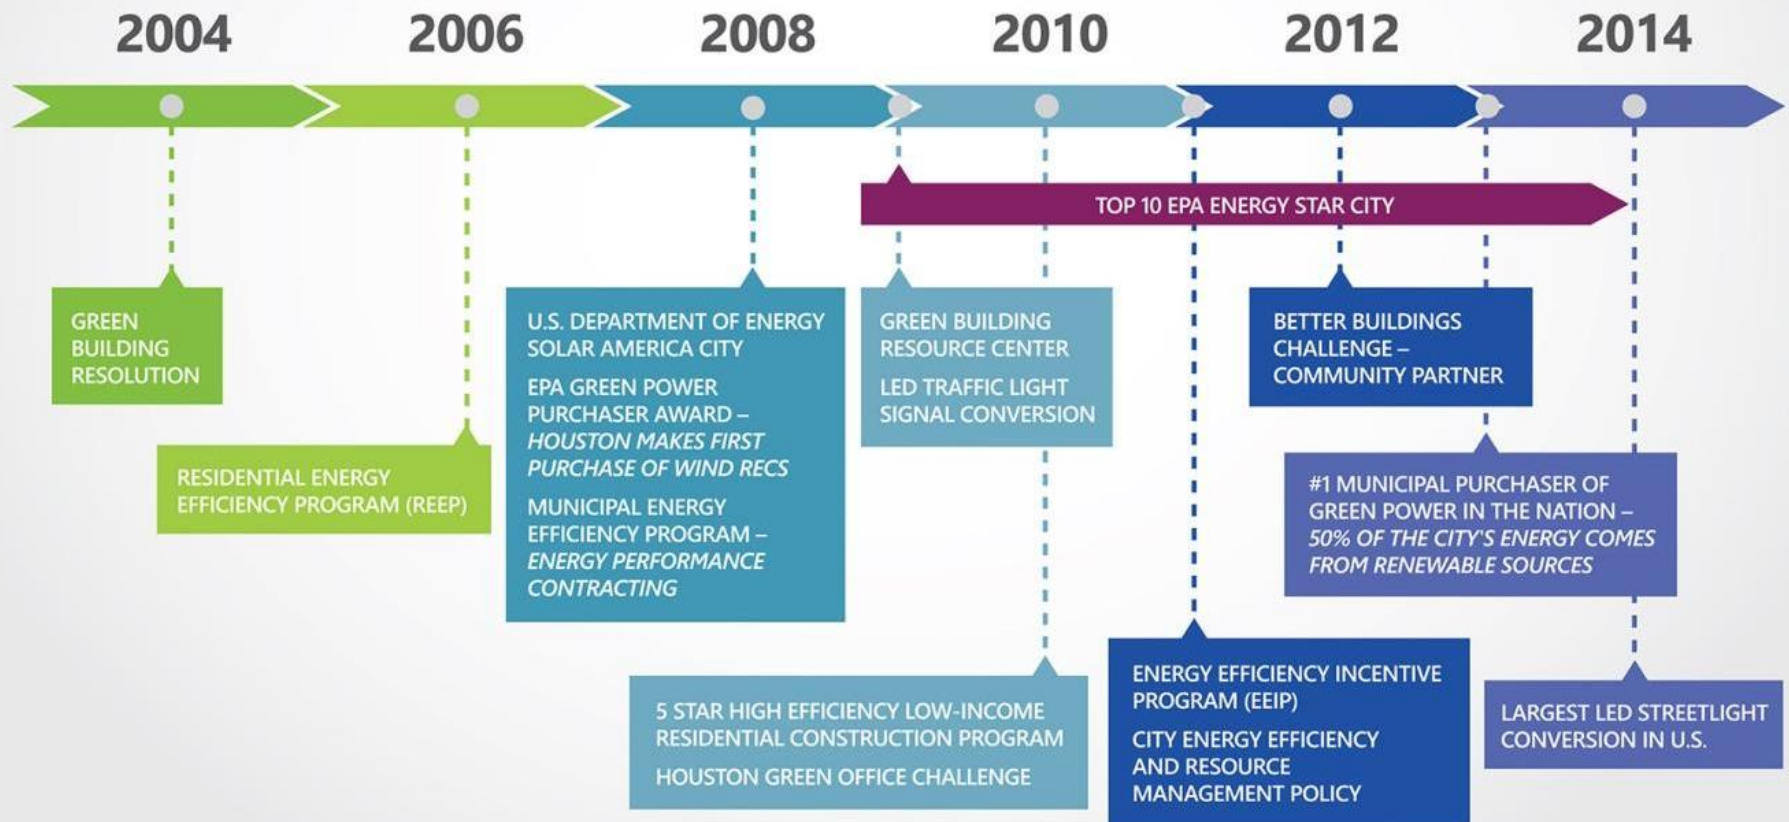 2004
2006
2008
2010
2012
2014
TOP 10 EPA ENERGY STAR CITY
GREEN
BUILDING
RESOLUTION
RESIDENTIAL ENERGY
EFFICIENCY PROGRAM (REEP)
U.S. DEPARTMENT OF ENERGY
SOLAR AMERICA CITY
EPA GREEN POWER
PURCHASER AWARD –
HOUSTON MAKES FIRST
PURCHASE OF WIND RECS
MUNICIPAL ENERGY
EFFICIENCY PROGRAM –
ENERGY PERFORMANCE
CONTRACTING
GREEN BUILDING
RESOURCE CENTER
LED TRAFFIC LIGHT
SIGNAL CONVERSION
5 STAR HIGH EFFICIENCY LOW-INCOME
RESIDENTIAL CONSTRUCTION PROGRAM
HOUSTON GREEN OFFICE CHALLENGE
ENERGY EFFICIENCY INCENTIVE
PROGRAM (EEIP)
CITY ENERGY EFFICIENCY
AND RESOURCE
MANAGEMENT POLICY
BETTER BUILDINGS
CHALLENGE –
COMMUNITY PARTNER
#1 MUNICIPAL PURCHASER OF
GREEN POWER IN THE NATION –
50% OF THE CITY'S ENERGY COMES
FROM RENEWABLE SOURCES
LARGEST LED STREETLIGHT
CONVERSION IN U.S.